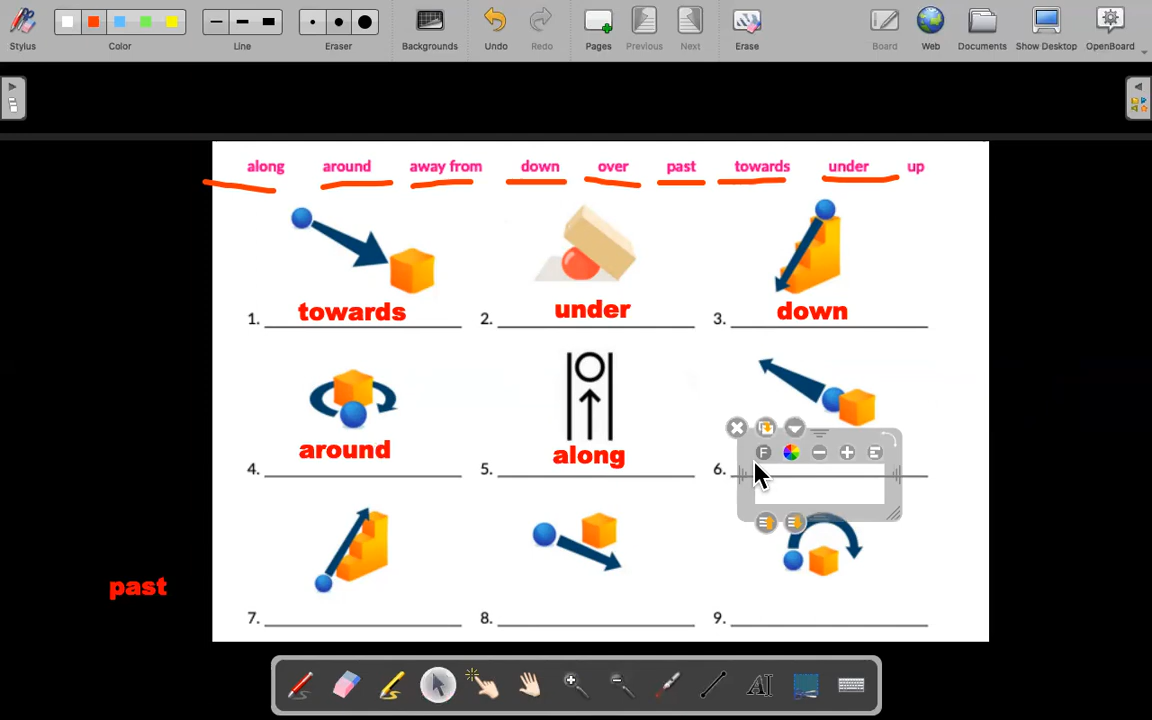 Stylus Color Line Eraser Backgrounds Undo Redo Pages Previous Next Erase Board Web Documents Show Desktop OpenBoard
along around away from down over past towards under up
1. towards 2. under 3. down
4. around 5. along 6.
F
past
7. 8. 9.
AI